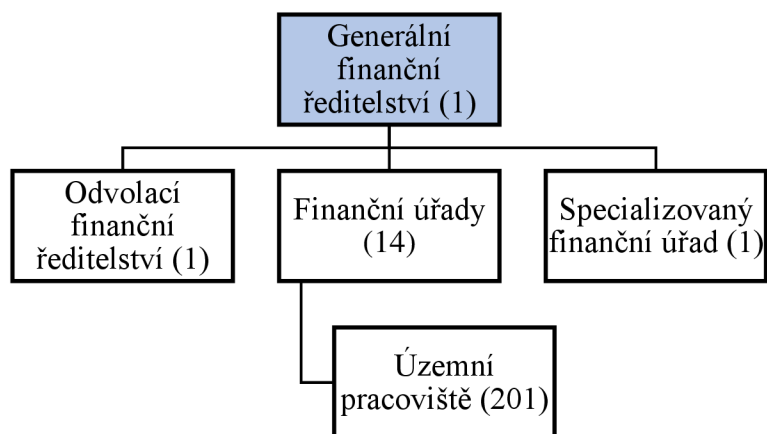 Generální
finanční
ředitelství (1)
Odvolací
finanční
ředitelství (1)
Finanční úřady
(14)
Specializovaný
finanční úřad (1)
Územní
pracoviště (201)